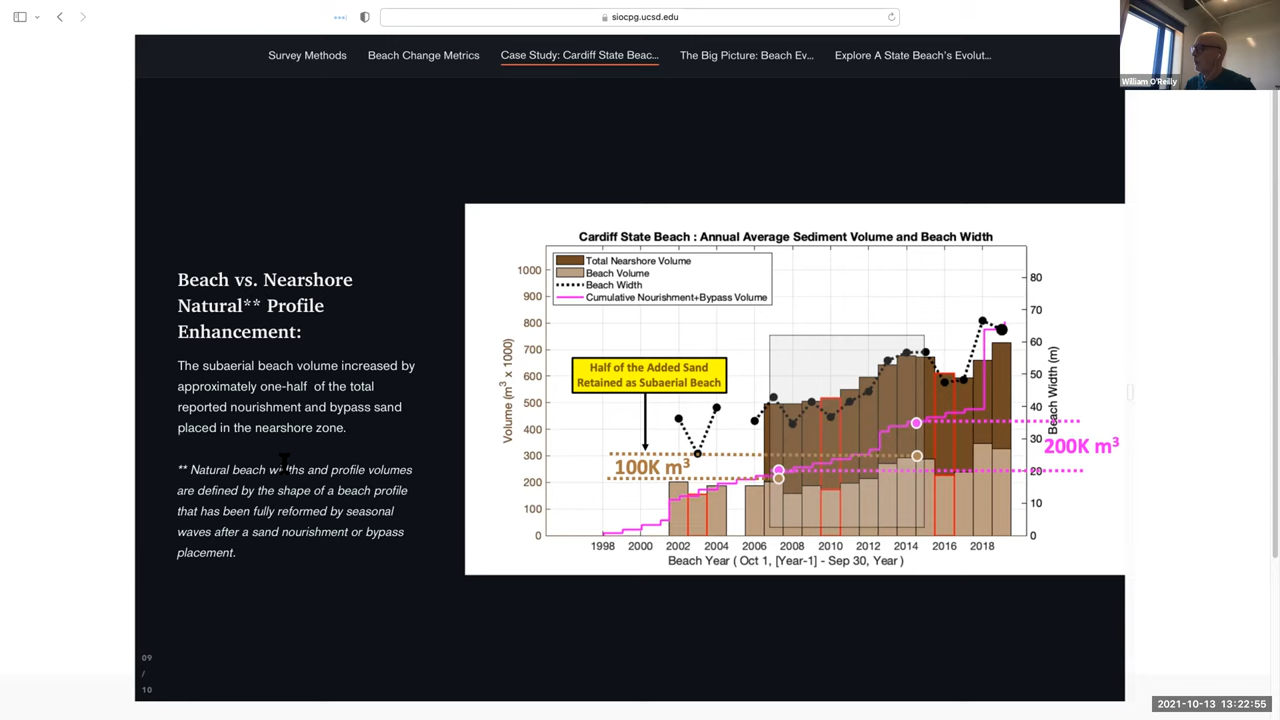 siocpg.ucsd.edu
William O'Reilly
Survey Methods
Beach Change Metrics
Case Study: Cardiff State Beac...
The Big Picture: Beach Ev...
Explore A State Beach's Evolut...
Beach vs. Nearshore
Natural** Profile
Enhancement:
The subaerial beach volume increased by
approximately one-half of the total
reported nourishment and bypass sand
placed in the nearshore zone.
** Natural beach widths and profile volumes
are defined by the shape of a beach profile
that has been fully reformed by seasonal
waves after a sand nourishment or bypass
placement.
09
/
10
Cardiff State Beach : Annual Average Sediment Volume and Beach Width
Total Nearshore Volume
Beach Volume
Beach Width
Cumulative Nourishment+Bypass Volume
Half of the Added Sand
Retained as Subaerial Beach
100K m³
200K m³
Volume (m³ x 1000)
1000
900
800
700
600
500
400
300
200
100
0
Beach Width (m)
80
70
60
50
40
30
20
10
0
1998 2000 2002 2004 2006 2008 2010 2012 2014 2016 2018
Beach Year ( Oct 1, [Year-1] - Sep 30, Year )
2021-10-13 13:22:55